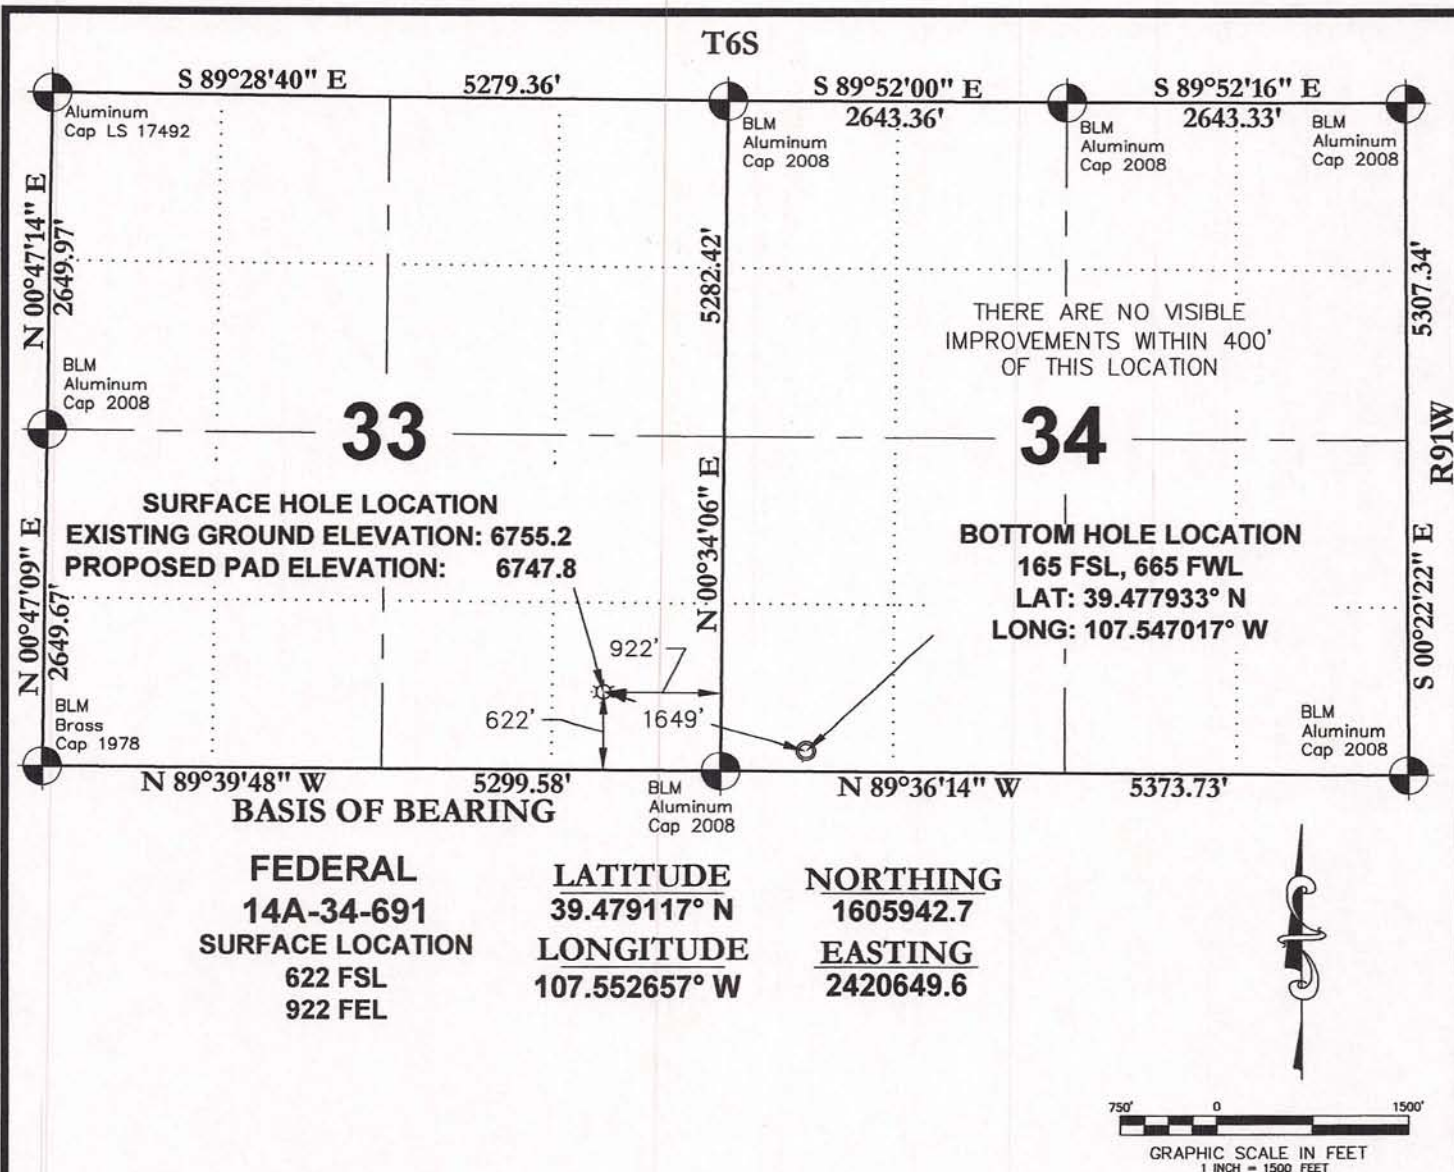 T6S
S 89°28'40" E 5279.36'
S 89°52'00" E
2643.36'
S 89°52'16" E
2643.33'
Aluminum
Cap LS 17492
BLM
Aluminum
Cap 2008
BLM
Aluminum
Cap 2008
BLM
Aluminum
Cap 2008
N 00°47'14" E
2649.97'
5282.42'
5307.34'
THERE ARE NO VISIBLE
IMPROVEMENTS WITHIN 400'
OF THIS LOCATION
BLM
Aluminum
Cap 2008
33
34
R91W
SURFACE HOLE LOCATION
EXISTING GROUND ELEVATION: 6755.2
PROPOSED PAD ELEVATION: 6747.8
N 00°34'06" E
BOTTOM HOLE LOCATION
165 FSL, 665 FWL
LAT: 39.477933° N
LONG: 107.547017° W
N 00°47'09" E
2649.67'
S 00°22'22" E
922'
622'
1649'
BLM
Brass
Cap 1978
BLM
Aluminum
Cap 2008
N 89°39'48" W 5299.58'
BASIS OF BEARING
BLM
Aluminum
Cap 2008
N 89°36'14" W 5373.73'
FEDERAL
14A-34-691
SURFACE LOCATION
622 FSL
922 FEL
LATITUDE
39.479117° N
LONGITUDE
107.552657° W
NORTHING
1605942.7
EASTING
2420649.6
750' 0 1500'
GRAPHIC SCALE IN FEET
1 INCH = 1500 FEET